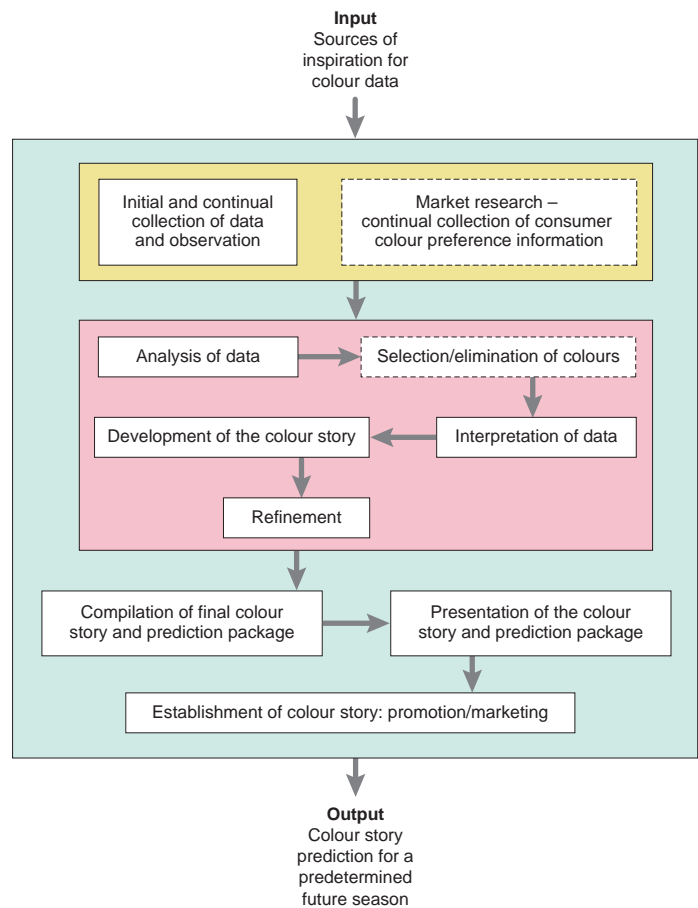 Input
Sources of
inspiration for
colour data
Initial and continual
collection of data
and observation
Market research –
continual collection of consumer
colour preference information
Analysis of data
Selection/elimination of colours
Development of the colour story
Interpretation of data
Refinement
Compilation of final colour
story and prediction package
Presentation of the colour
story and prediction package
Establishment of colour story: promotion/marketing
Output
Colour story
prediction for a
predetermined
future season